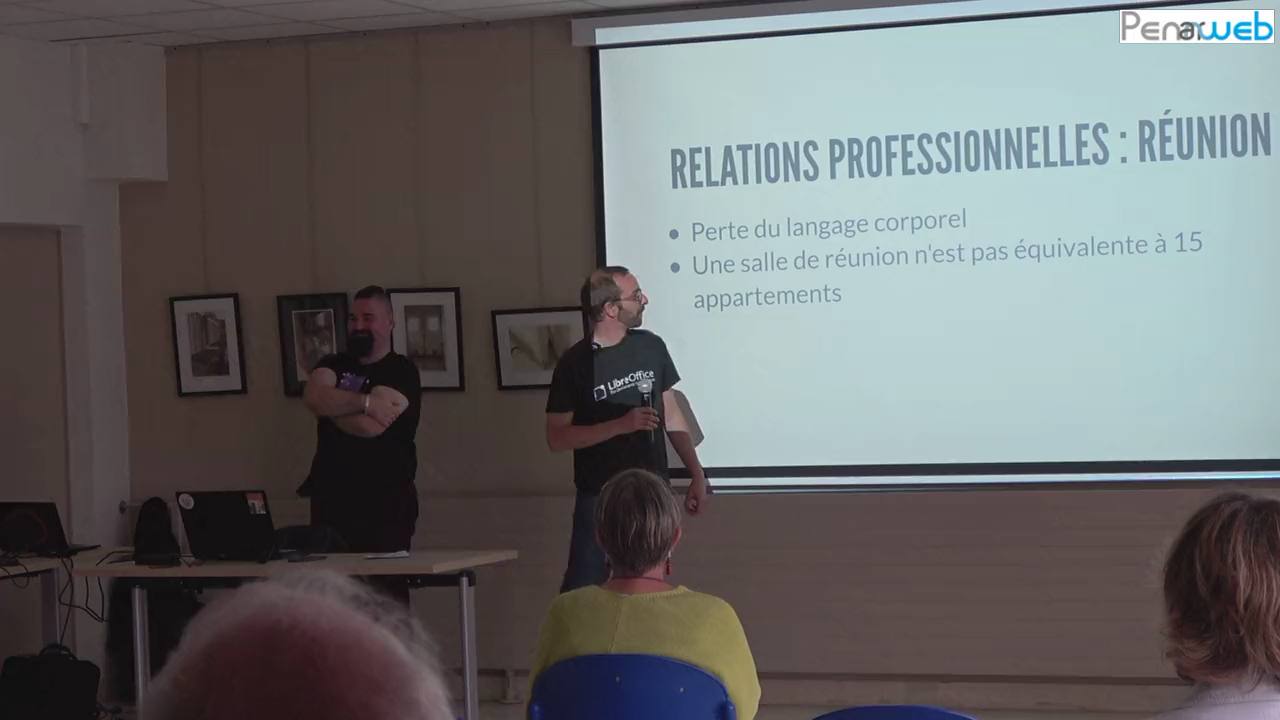 Penarweb
RELATIONS PROFESSIONNELLES : RÉUNION
• Perte du langage corporel
• Une salle de réunion n'est pas équivalente à 15
appartements
LibreOffice